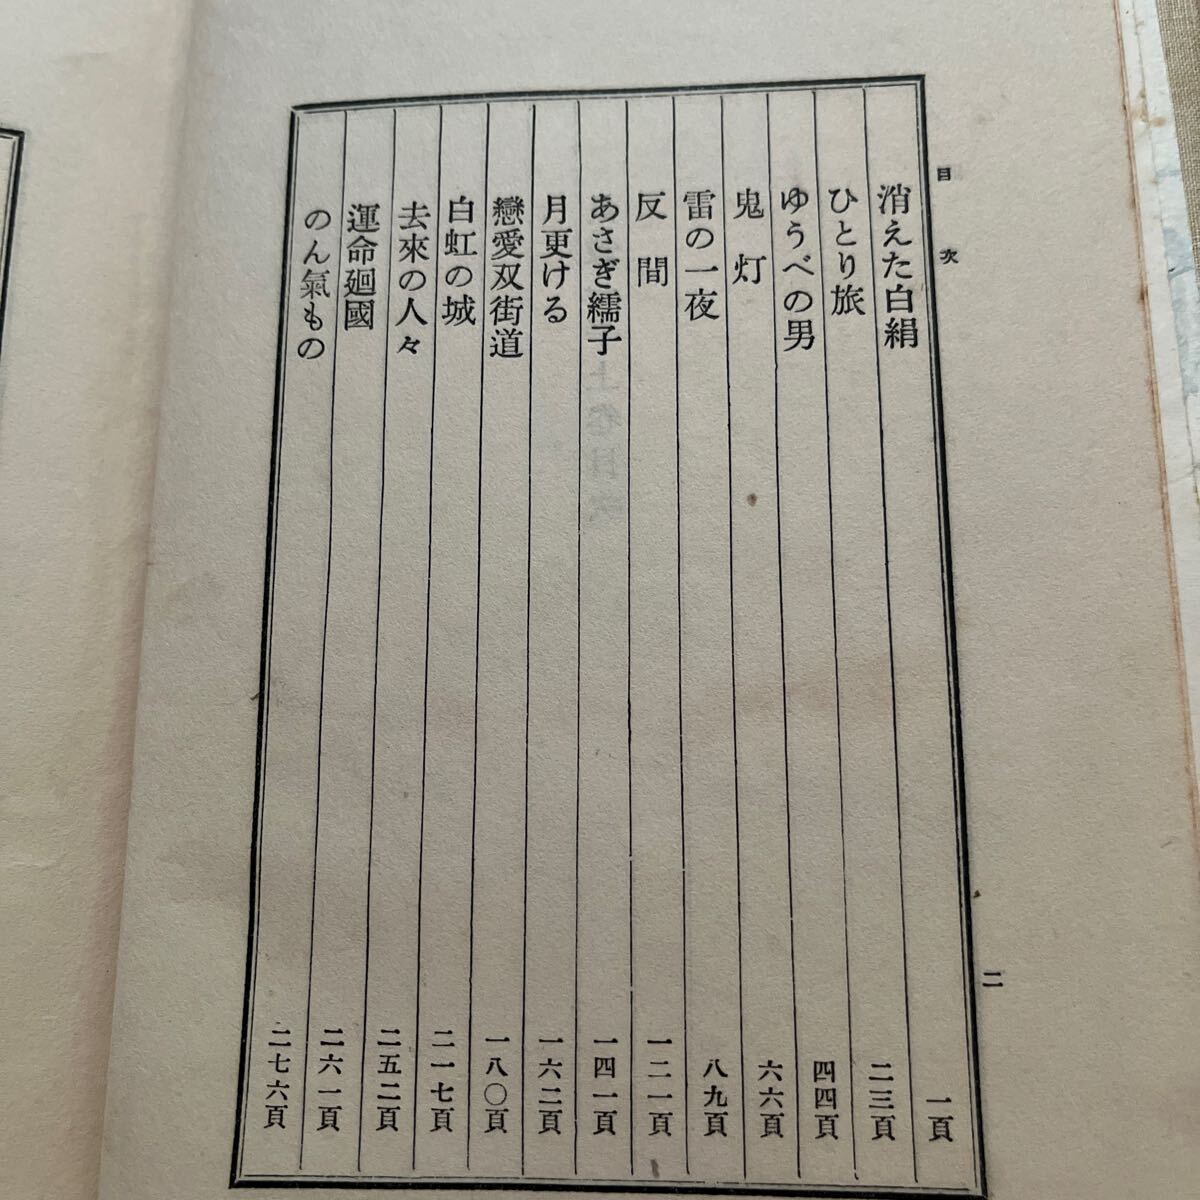 目次
消えた白絹 一頁
ひとり旅 二三頁
ゆうべの男 四四頁
鬼灯 六六頁
雷の一夜 八九頁
反間 一二一頁
あさぎ繻子 一四一頁
月更ける 一六二頁
戀愛双街道 一八〇頁
白虹の城 二一七頁
去來の人々 二五二頁
運命廻國 二六一頁
のん氣もの 二七六頁
二